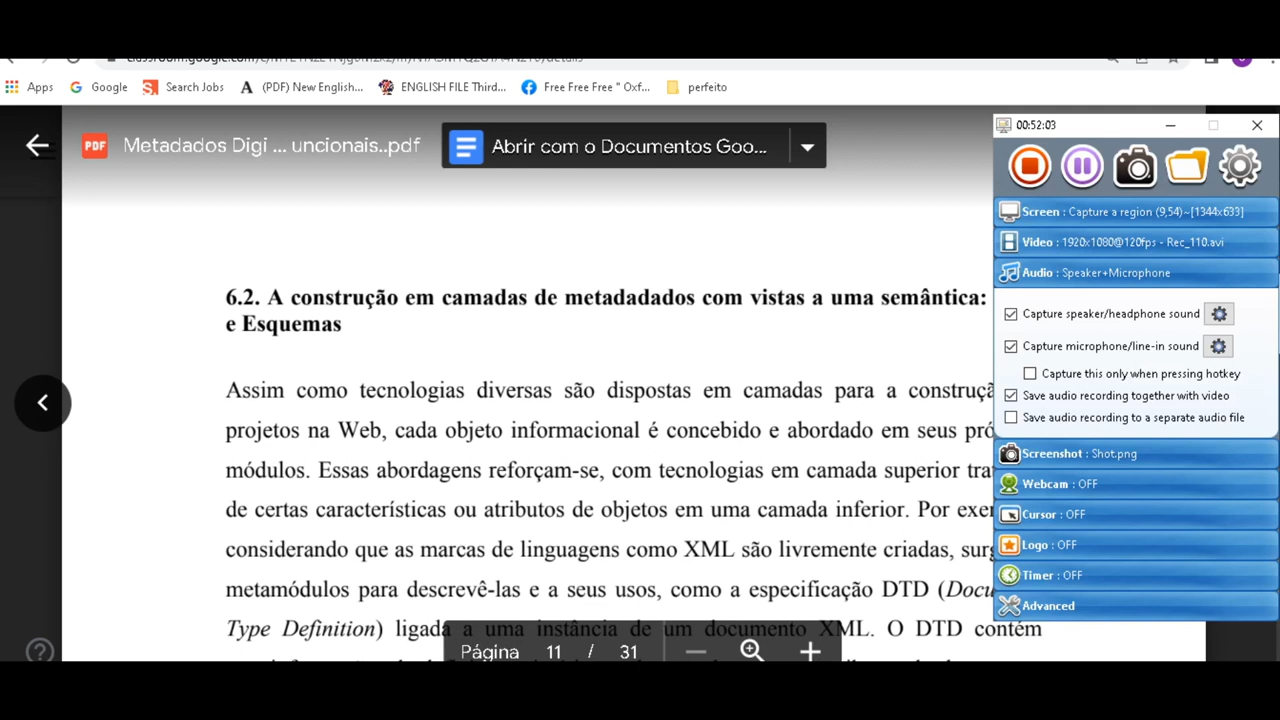 Apps
Google
Search Jobs
(PDF) New English...
ENGLISH FILE Third...
Free Free Free " Oxf...
perfeito
PDF
Metadados Digi ... uncionais..pdf
Abrir com o Documentos Goo...
00:52:03
Screen : Capture a region (9,54)~[1344x633]
Video : 1920x1080@120fps - Rec_110.avi
Audio : Speaker+Microphone
Capture speaker/headphone sound
Capture microphone/line-in sound
Capture this only when pressing hotkey
Save audio recording together with video
Save audio recording to a separate audio file
Screenshot : Shot.png
Webcam : OFF
Cursor : OFF
Logo : OFF
Timer : OFF
Advanced
6.2. A construção em camadas de metadadados com vistas a uma semântica:
e Esquemas
Assim como tecnologias diversas são dispostas em camadas para a construçã
projetos na Web, cada objeto informacional é concebido e abordado em seus pró
módulos. Essas abordagens reforçam-se, com tecnologias em camada superior trat
de certas características ou atributos de objetos em uma camada inferior. Por exer
considerando que as marcas de linguagens como XML são livremente criadas, surg
metamódulos para descrevê-las e a seus usos, como a especificação DTD (Docu
Type Definition) ligada a uma instância de um documento XML. O DTD contém
Página 11 / 31